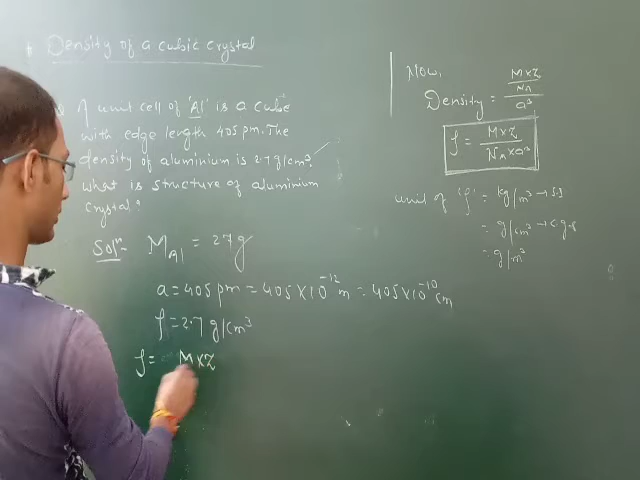 * Density of a cubic crystal
Q A unit cell of 'Al' is a cube
with edge length 405 pm. The
density of aluminium is 2.7 g/cm³.
what is structure of aluminium
crystal?
Solⁿ- M_Al = 27g
a = 405 pm = 405 × 10⁻¹² m = 405 × 10⁻¹⁰ cm
ρ = 2.7 g/cm³
ρ = M×Z
Now,
Density = (M×Z / N_A) / a³
ρ = M×Z / (N_A × a³)
unit of 'ρ' = kg/m³ → S.I
= g/cm³ → C.g.s
= g/m³